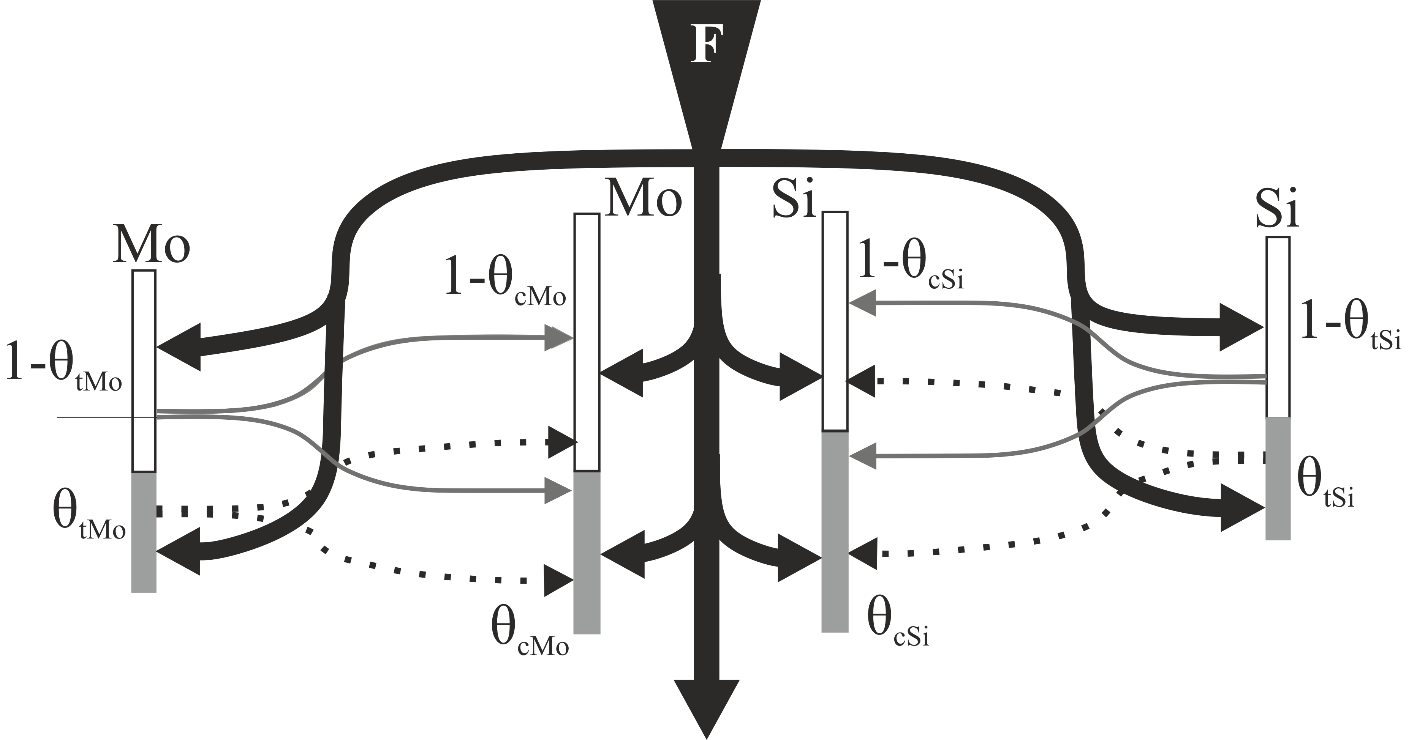 F
Mo
Si
Mo
Si
1-θcMo
1-θcSi
1-θtMo
1-θtSi
θtMo
θtSi
θcMo
θcSi